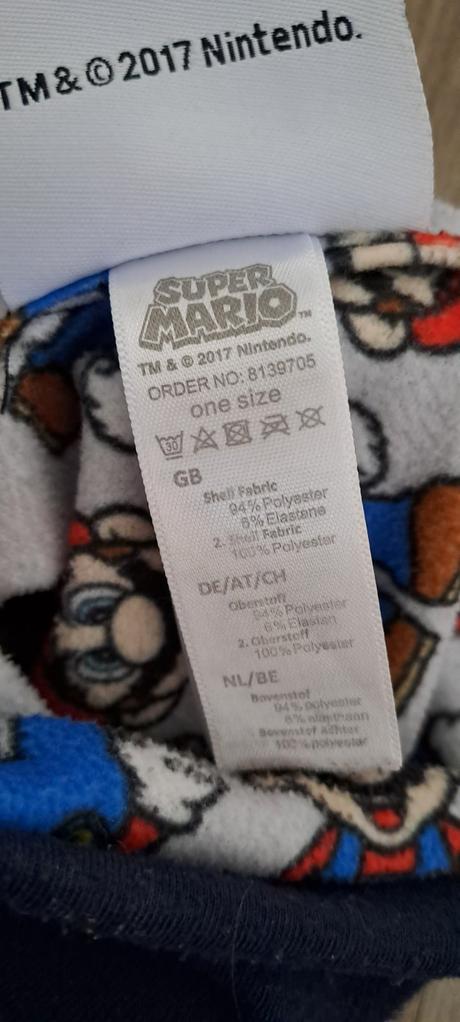 TM & © 2017 Nintendo.
SUPER
MARIO™
TM & © 2017 Nintendo.
ORDER NO: 8139705
one size
30
GB
Shell Fabric
94% Polyester
6% Elastene
2. Shell Fabric
100% Polyester
DE/AT/CH
Oberstoff
94% Polyester
6% Elastan
2. Oberstoff
100% Polyester
NL/BE
Bovenstof
94% polyester
6% elasthaan
Bovenstof Achter
100% polyester